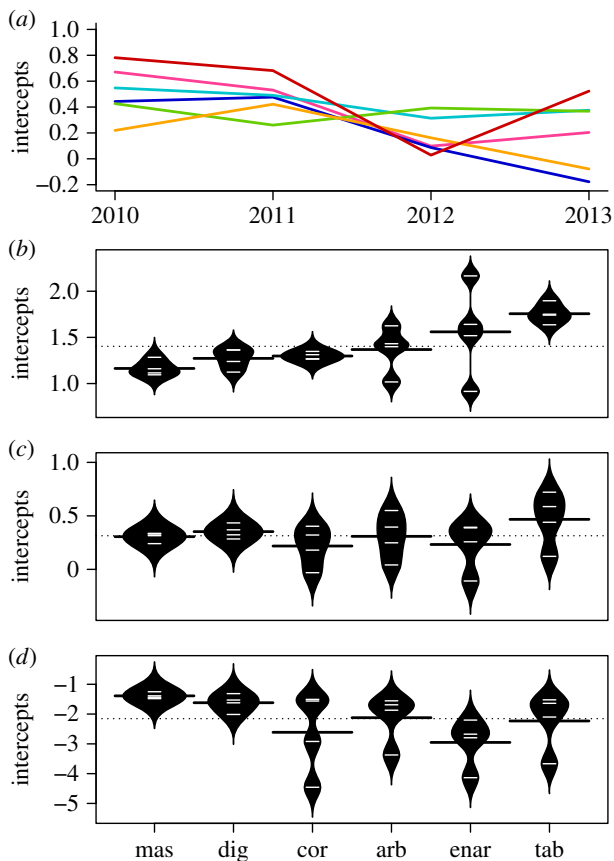 (a)
1.0
0.8
0.6
0.4
0.2
0
−0.2
intercepts
2010 2011 2012 2013
(b)
2.0
1.5
1.0
intercepts
(c)
1.0
0.5
0
intercepts
(d)
−1
−2
−3
−4
−5
intercepts
mas dig cor arb enar tab